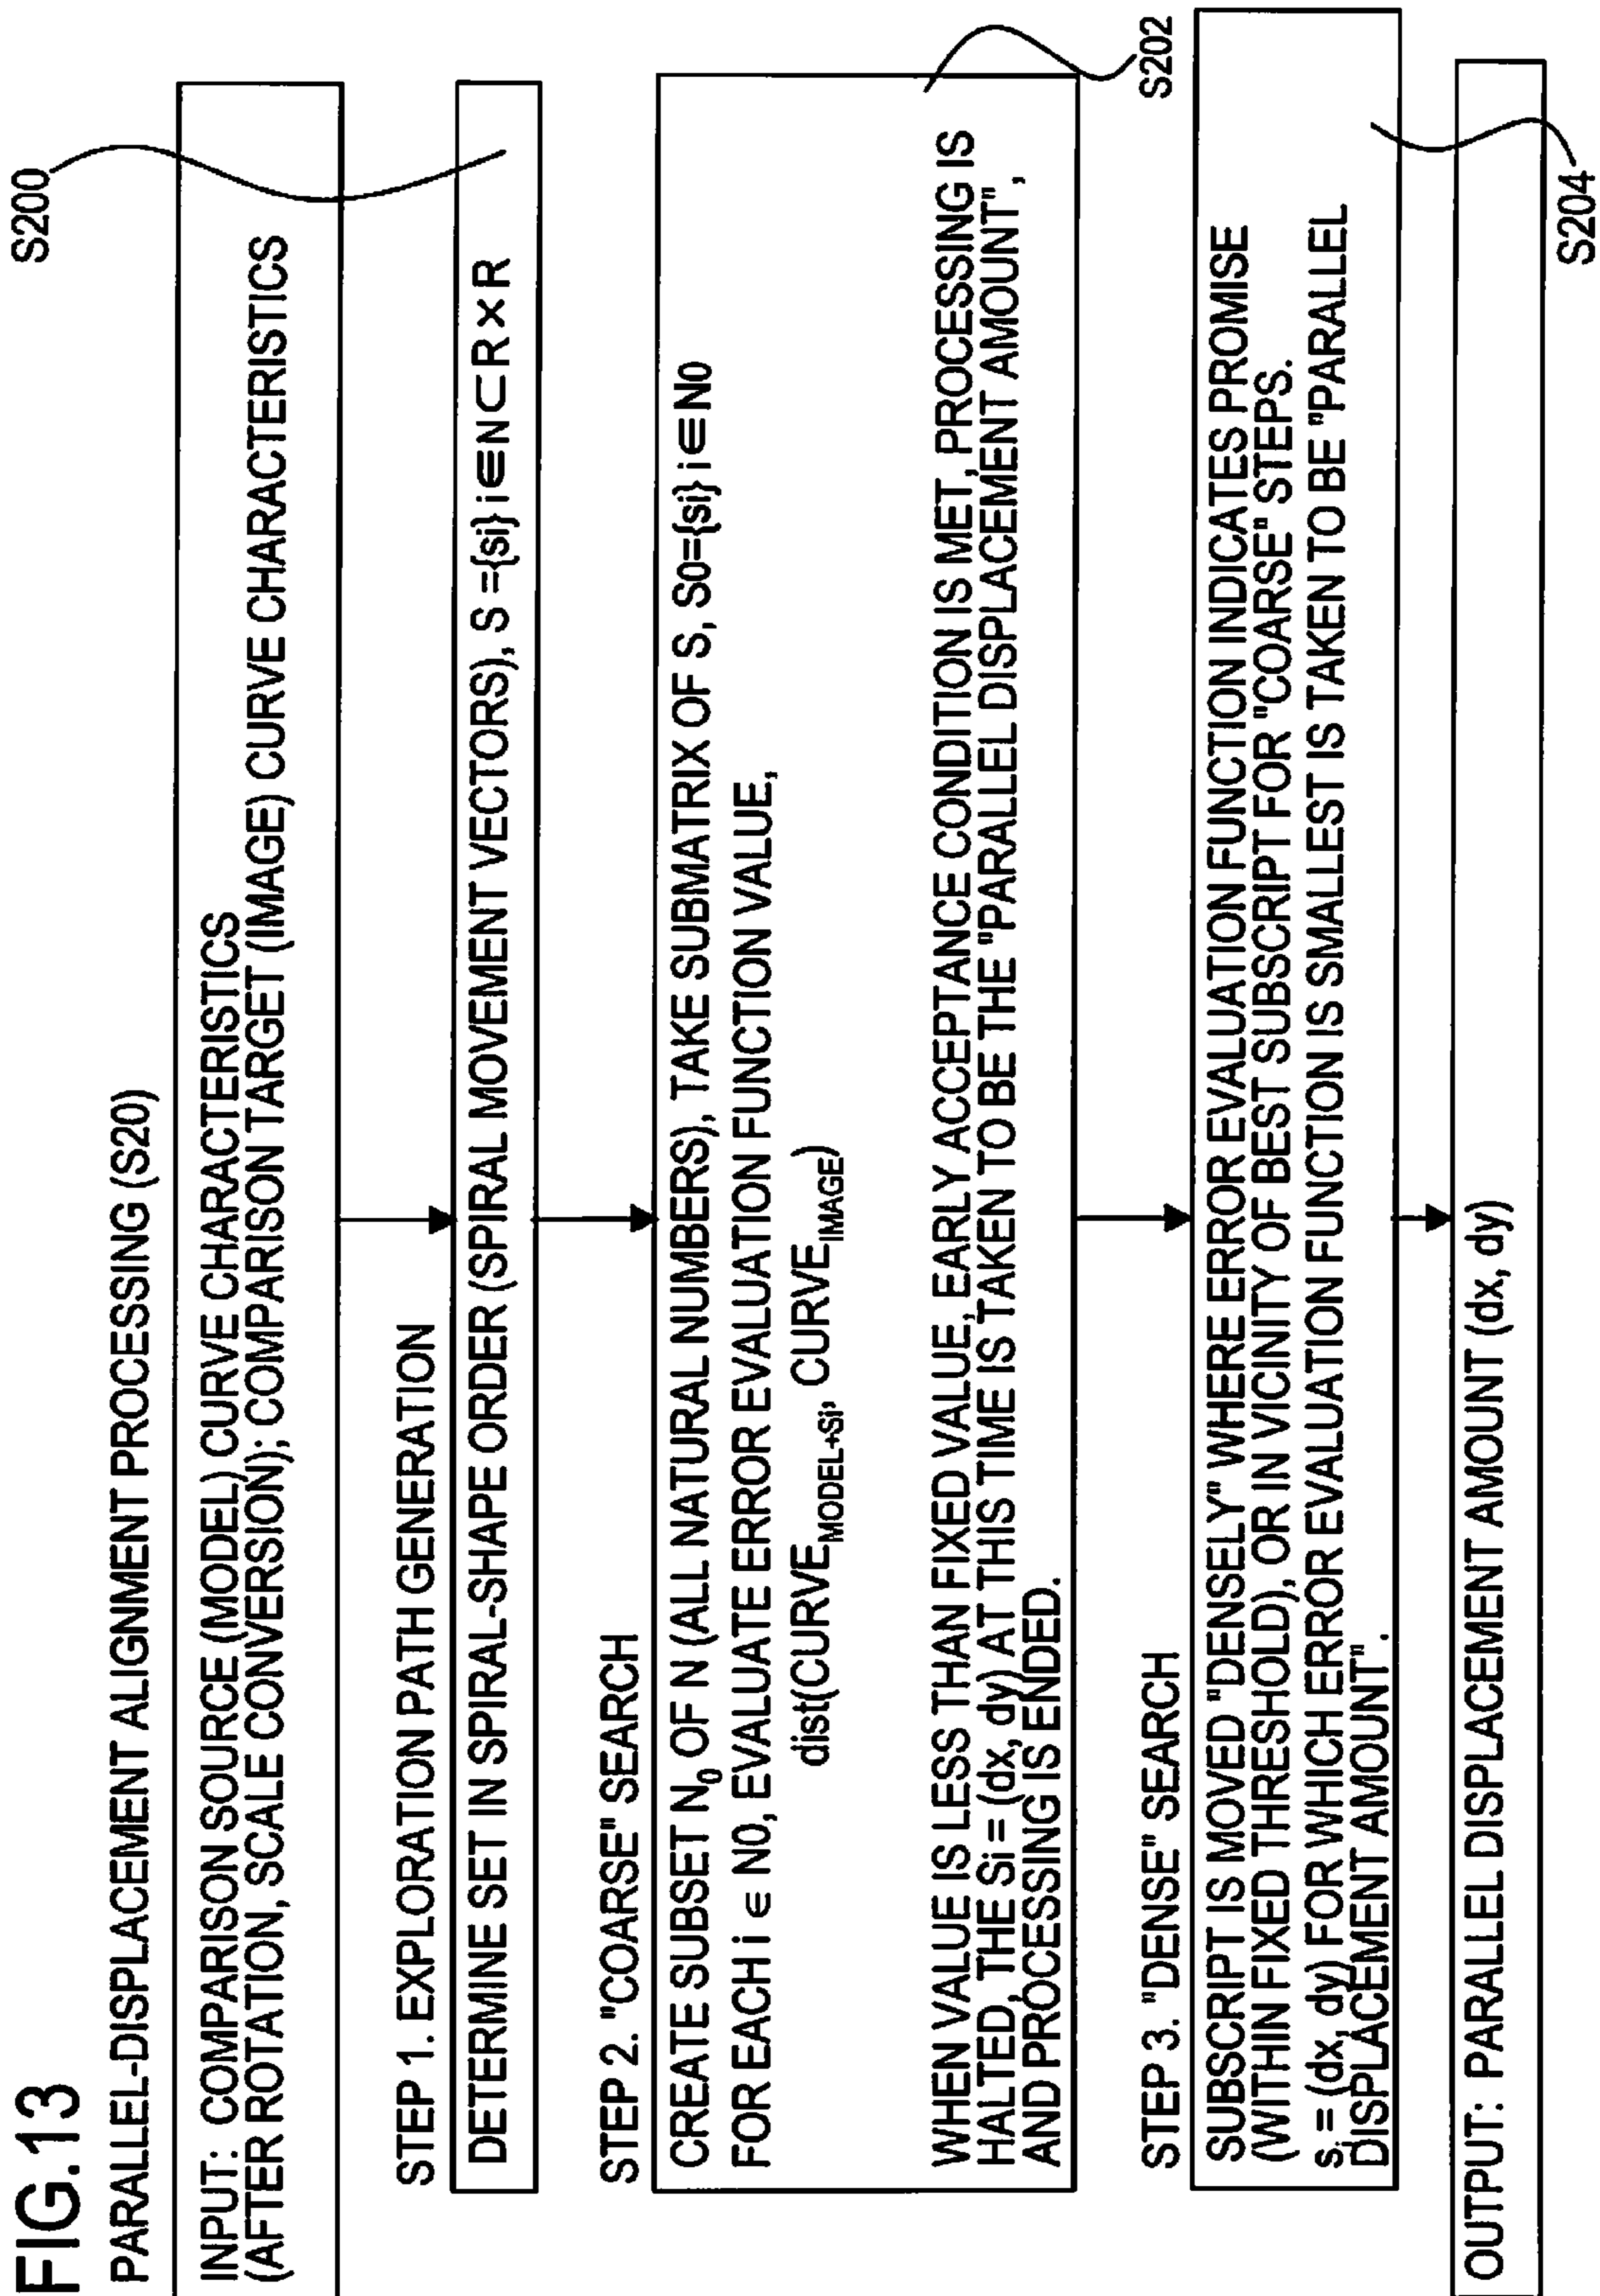 FIG.13
PARALLEL-DISPLACEMENT ALIGNMENT PROCESSING (S20)
INPUT: COMPARISON SOURCE (MODEL) CURVE CHARACTERISTICS
(AFTER ROTATION, SCALE CONVERSION); COMPARISON TARGET (IMAGE) CURVE CHARACTERISTICS
S200
STEP 1. EXPLORATION PATH GENERATION
DETERMINE SET IN SPIRAL-SHAPE ORDER (SPIRAL MOVEMENT VECTORS), S ={si} i∈N⊂R×R
STEP 2. "COARSE" SEARCH
CREATE SUBSET N₀ OF N (ALL NATURAL NUMBERS), TAKE SUBMATRIX OF S, S0={si} i∈N0
FOR EACH i ∈ N0, EVALUATE ERROR EVALUATION FUNCTION VALUE,
dist(CURVE MODEL+Si, CURVE IMAGE)
WHEN VALUE IS LESS THAN FIXED VALUE, EARLY ACCEPTANCE CONDITION IS MET, PROCESSING IS
HALTED, THE Si = (dx, dy) AT THIS TIME IS TAKEN TO BE THE "PARALLEL DISPLACEMENT AMOUNT",
AND PROCESSING IS ENDED.
S202
STEP 3. "DENSE" SEARCH
SUBSCRIPT IS MOVED "DENSELY" WHERE ERROR EVALUATION FUNCTION INDICATES PROMISE
(WITHIN FIXED THRESHOLD), OR IN VICINITY OF BEST SUBSCRIPT FOR "COARSE" STEPS.
sᵢ = (dx, dy) FOR WHICH ERROR EVALUATION FUNCTION IS SMALLEST IS TAKEN TO BE "PARALLEL
DISPLACEMENT AMOUNT".
S204
OUTPUT: PARALLEL DISPLACEMENT AMOUNT (dx, dy)